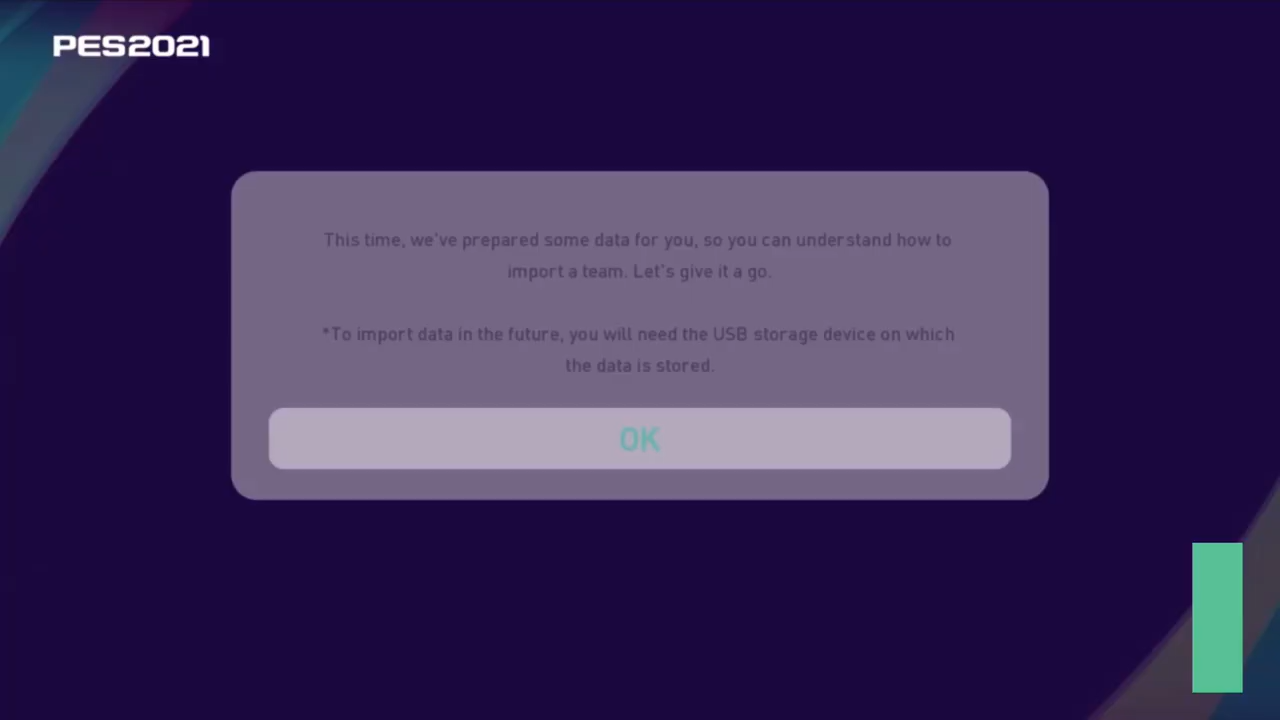 PES2021
This time, we've prepared some data for you, so you can understand how to
import a team. Let's give it a go.
*To import data in the future, you will need the USB storage device on which
the data is stored.
OK